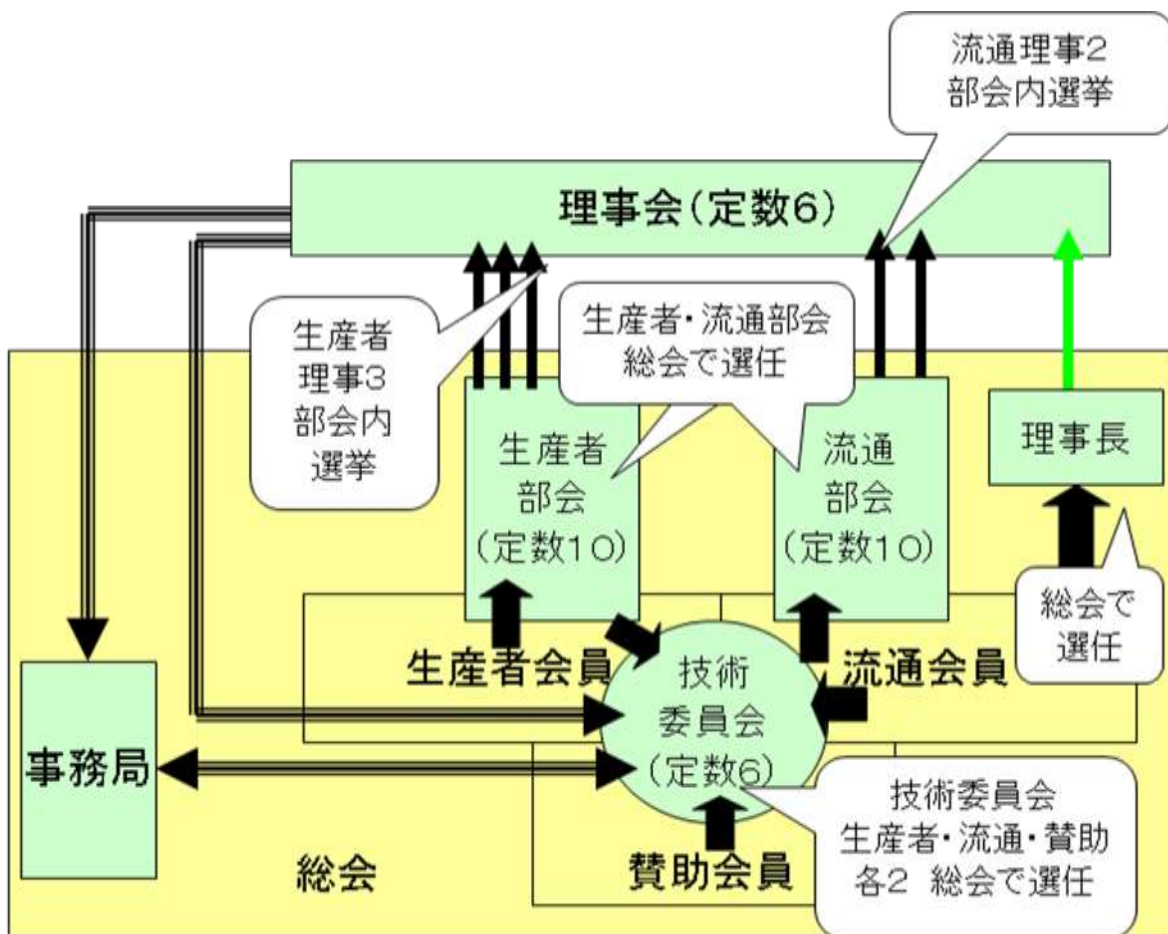 流通理事2
部会内選挙
理事会(定数6)
生産者
理事3
部会内
選挙
生産者・流通部会
総会で選任
生産者
部会
(定数10)
流通
部会
(定数10)
理事長
総会で
選任
生産者会員
流通会員
技術
委員会
(定数6)
事務局
総会
賛助会員
技術委員会
生産者・流通・賛助
各2 総会で選任